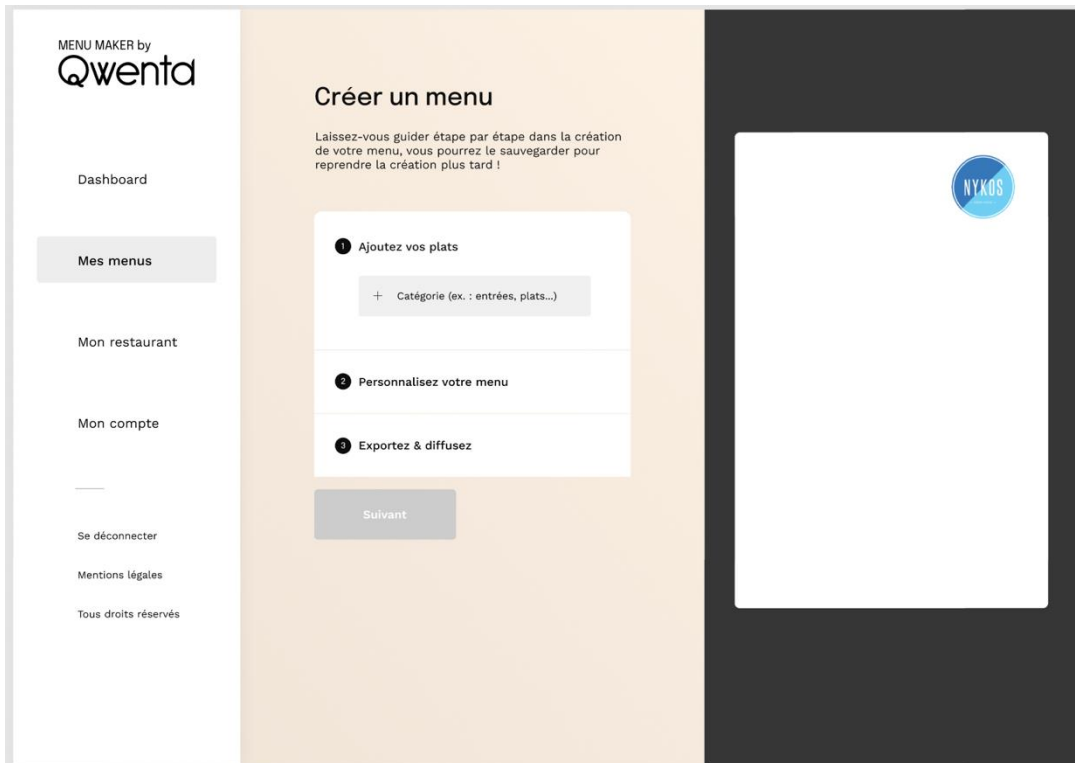 MENU MAKER by
Qwenta
Dashboard
Mes menus
Mon restaurant
Mon compte
Se déconnecter
Mentions légales
Tous droits réservés
Créer un menu
Laissez-vous guider étape par étape dans la création
de votre menu, vous pourrez le sauvegarder pour
reprendre la création plus tard !
1 Ajoutez vos plats
+ Catégorie (ex. : entrées, plats...)
2 Personnalisez votre menu
3 Exportez & diffusez
Suivant
NYKOS